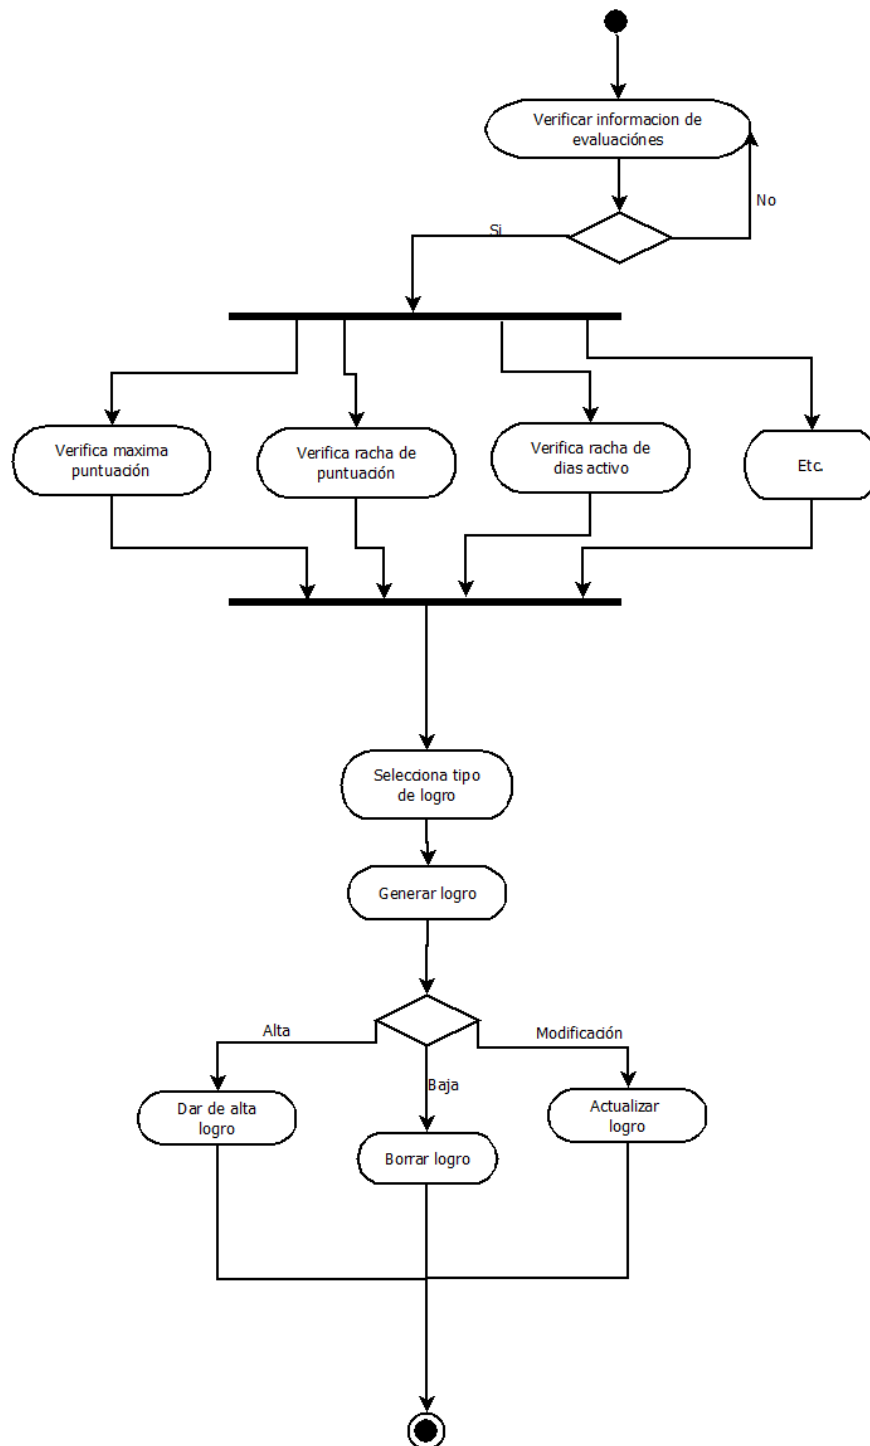 Verificar informacion de
evaluaciónes
No
Si
Verifica maxima
puntuación
Verifica racha de
puntuación
Verifica racha de
dias activo
Etc.
Selecciona tipo
de logro
Generar logro
Alta
Modificación
Baja
Dar de alta
logro
Actualizar
logro
Borrar logro